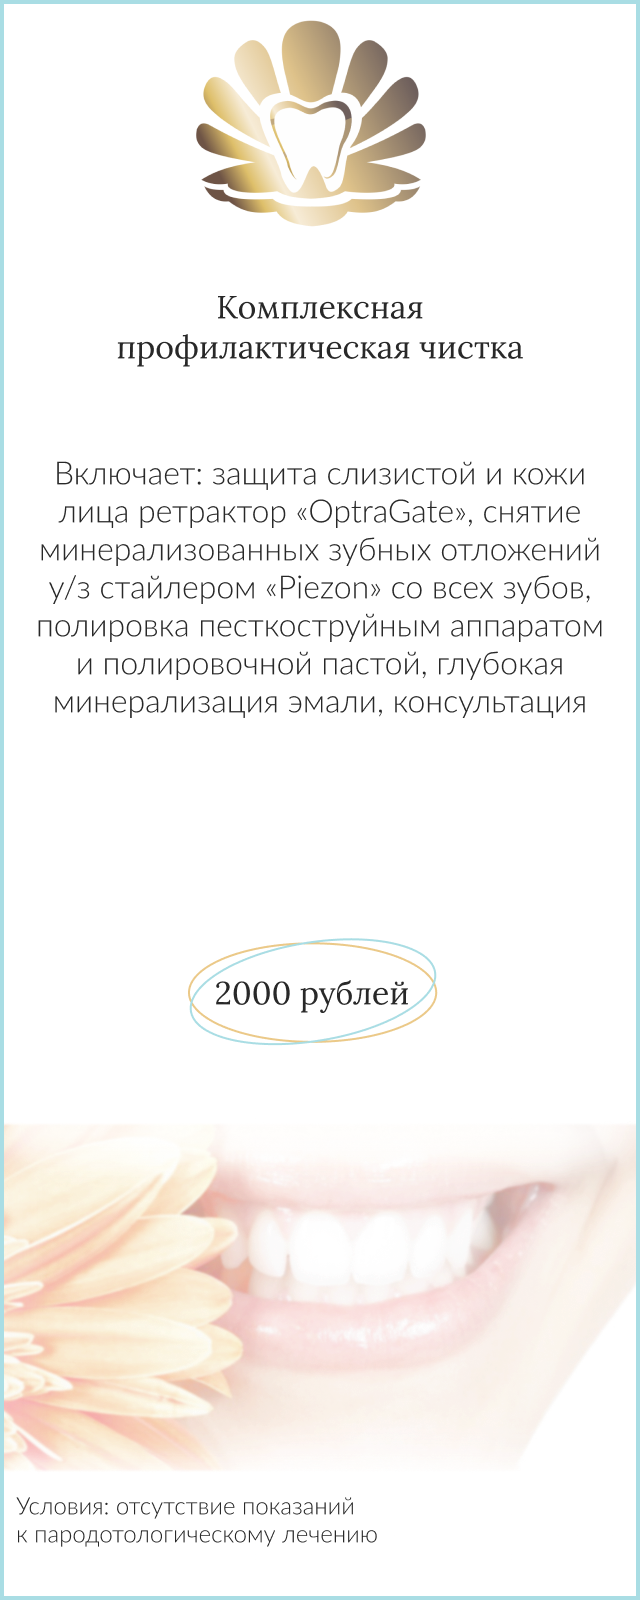 Комплексная
профилактическая чистка
Включает: защита слизистой и кожи
лица ретрактор «OptraGate», снятие
минерализованных зубных отложений
у/з стайлером «Piezon» со всех зубов,
полировка песткоструйным аппаратом
и полировочной пастой, глубокая
минерализация эмали, консультация
2000 рублей
Условия: отсутствие показаний
к пародотологическому лечению